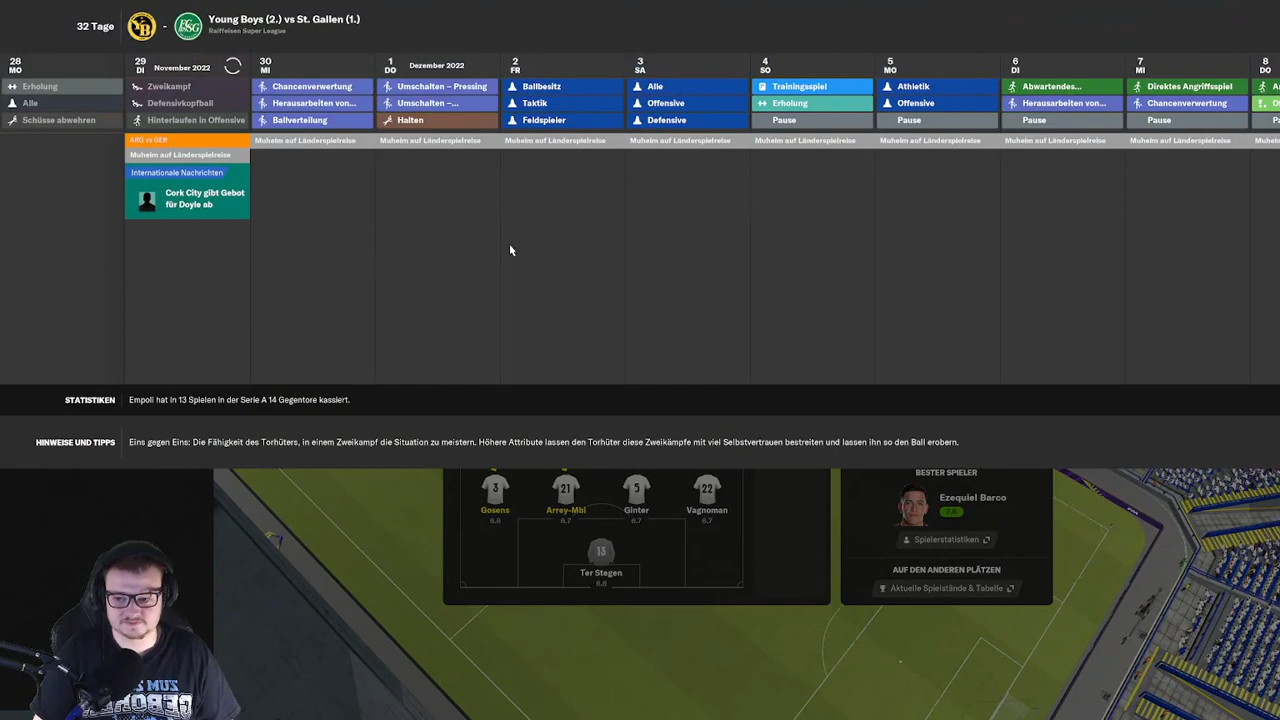 32 Tage
Young Boys (2.) vs St. Gallen (1.)
Raiffeisen Super League
28 MO
29 DI November 2022
30 MI
1 DO Dezember 2022
2 FR
3 SA
4 SO
5 MO
6 DI
7 MI
8 DO
Erholung
Zweikampf
Chancenverwertung
Umschalten – Pressing
Ballbesitz
Alle
Trainingsspiel
Athletik
Abwartendes...
Direktes Angriffsspiel
Alle
Defensivkopfball
Herausarbeiten von...
Umschalten –...
Taktik
Offensive
Erholung
Offensive
Herausarbeiten von...
Chancenverwertung
Schüsse abwehren
Hinterlaufen in Offensive
Ballverteilung
Halten
Feldspieler
Defensive
Pause
Pause
Pause
Pause
ARG vs GER
Muheim auf Länderspielreise
Muheim auf Länderspielreise
Muheim auf Länderspielreise
Muheim auf Länderspielreise
Muheim auf Länderspielreise
Muheim auf Länderspielreise
Muheim auf Länderspielreise
Muheim auf Länderspielreise
Muheim auf Länderspielreise
Internationale Nachrichten
Cork City gibt Gebot
für Doyle ab
STATISTIKEN
Empoli hat in 13 Spielen in der Serie A 14 Gegentore kassiert.
HINWEISE UND TIPPS
Eins gegen Eins: Die Fähigkeit des Torhüters, in einem Zweikampf die Situation zu meistern. Höhere Attribute lassen den Torhüter diese Zweikämpfe mit viel Selbstvertrauen bestreiten und lassen ihn so den Ball erobern.
BESTER SPIELER
3
21
5
22
Gosens
Arrey-Mbi
Ginter
Vagnoman
6.7
6.7
6.7
13
Ter Stegen
Ezequiel Barco
Spielerstatistiken
AUF DEN ANDEREN PLÄTZEN
Aktuelle Spielstände & Tabelle
ZUM
GEBO